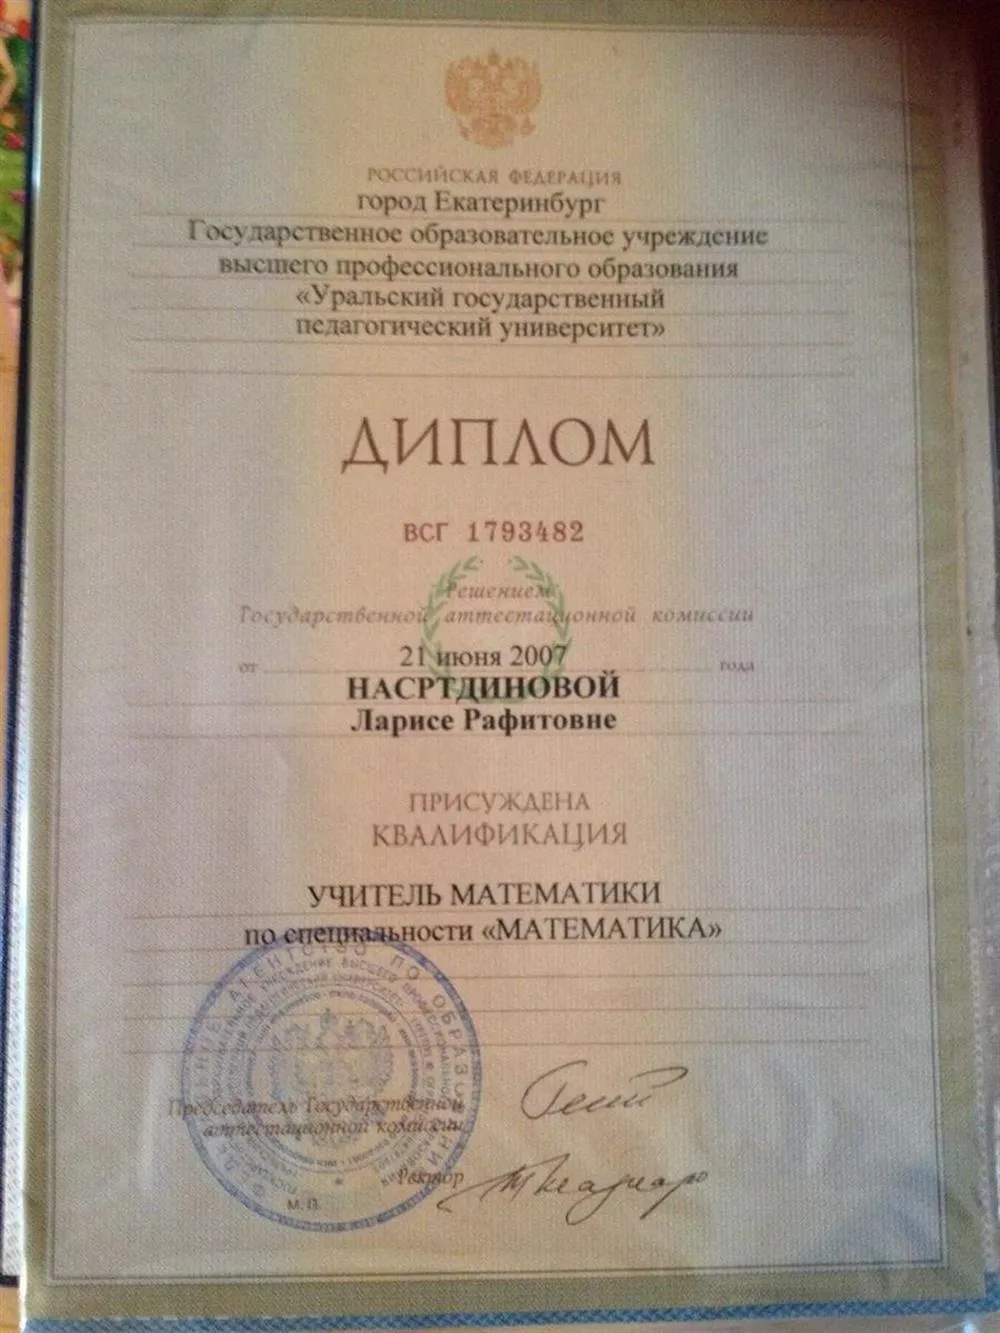 РОССИЙСКАЯ ФЕДЕРАЦИЯ
город Екатеринбург
Государственное образовательное учреждение
высшего профессионального образования
«Уральский государственный
педагогический университет»
ДИПЛОМ
ВСГ 1793482
Решением
Государственной аттестационной комиссии
от 21 июня 2007 года
НАСРТДИНОВОЙ
Ларисе Рафитовне
ПРИСУЖДЕНА
КВАЛИФИКАЦИЯ
УЧИТЕЛЬ МАТЕМАТИКИ
по специальности «МАТЕМАТИКА»
Председатель Государственной
аттестационной комиссии
Ректор
М.П.